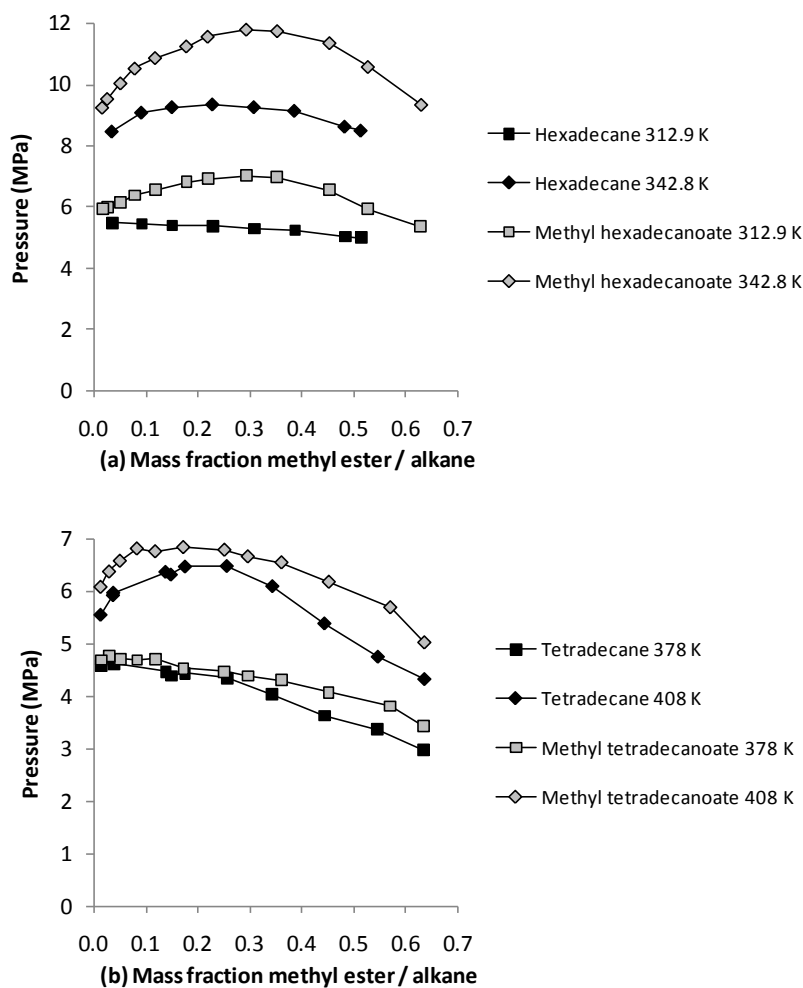 12
10
8
6
4
2
0
Pressure (MPa)
0.0 0.1 0.2 0.3 0.4 0.5 0.6 0.7
(a) Mass fraction methyl ester / alkane
Hexadecane 312.9 K
Hexadecane 342.8 K
Methyl hexadecanoate 312.9 K
Methyl hexadecanoate 342.8 K
7
6
5
4
3
2
1
0
Pressure (MPa)
0.0 0.1 0.2 0.3 0.4 0.5 0.6 0.7
(b) Mass fraction methyl ester / alkane
Tetradecane 378 K
Tetradecane 408 K
Methyl tetradecanoate 378 K
Methyl tetradecanoate 408 K